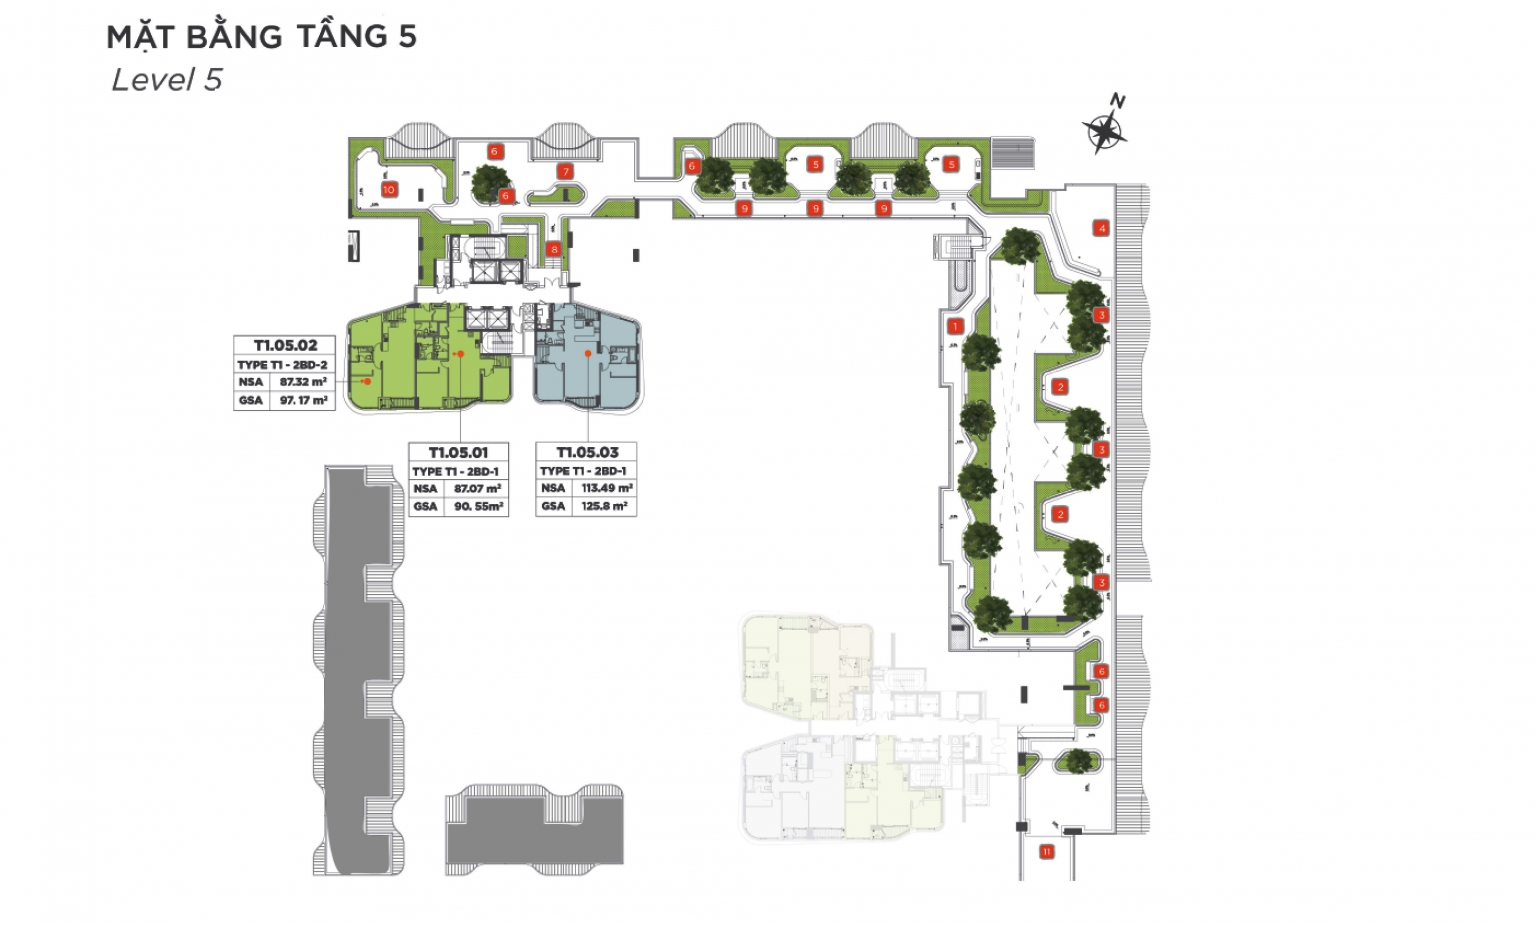 MẶT BẰNG TẦNG 5
Level 5
N
6
7
6
10
8
6
5
5
9
9
9
4
1
3
2
3
2
3
6
6
11
T1.05.02
TYPE T1 - 2BD-2
NSA 87.32 m²
GSA 97.17 m²
T1.05.01
TYPE T1 - 2BD-1
NSA 87.07 m²
GSA 90.55m²
T1.05.03
TYPE T1 - 2BD-1
NSA 113.49 m²
GSA 125.8 m²